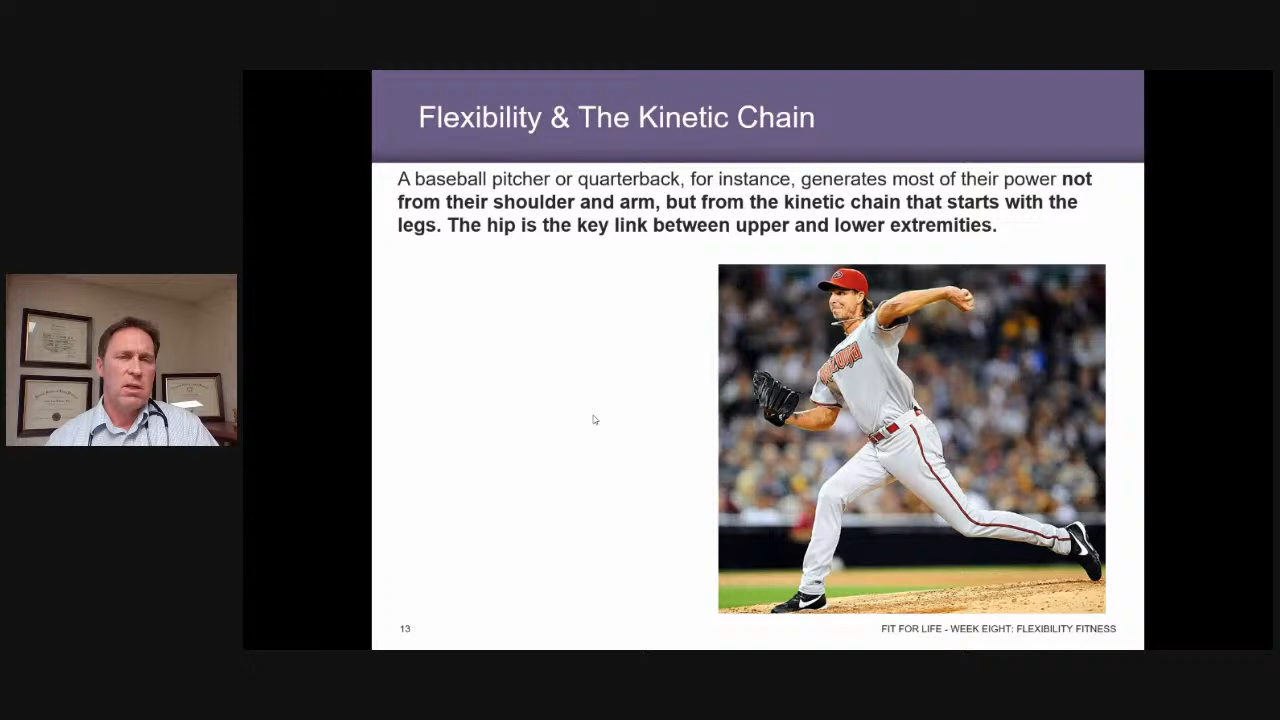 Flexibility & The Kinetic Chain
A baseball pitcher or quarterback, for instance, generates most of their power not
from their shoulder and arm, but from the kinetic chain that starts with the
legs. The hip is the key link between upper and lower extremities.
13
FIT FOR LIFE - WEEK EIGHT: FLEXIBILITY FITNESS